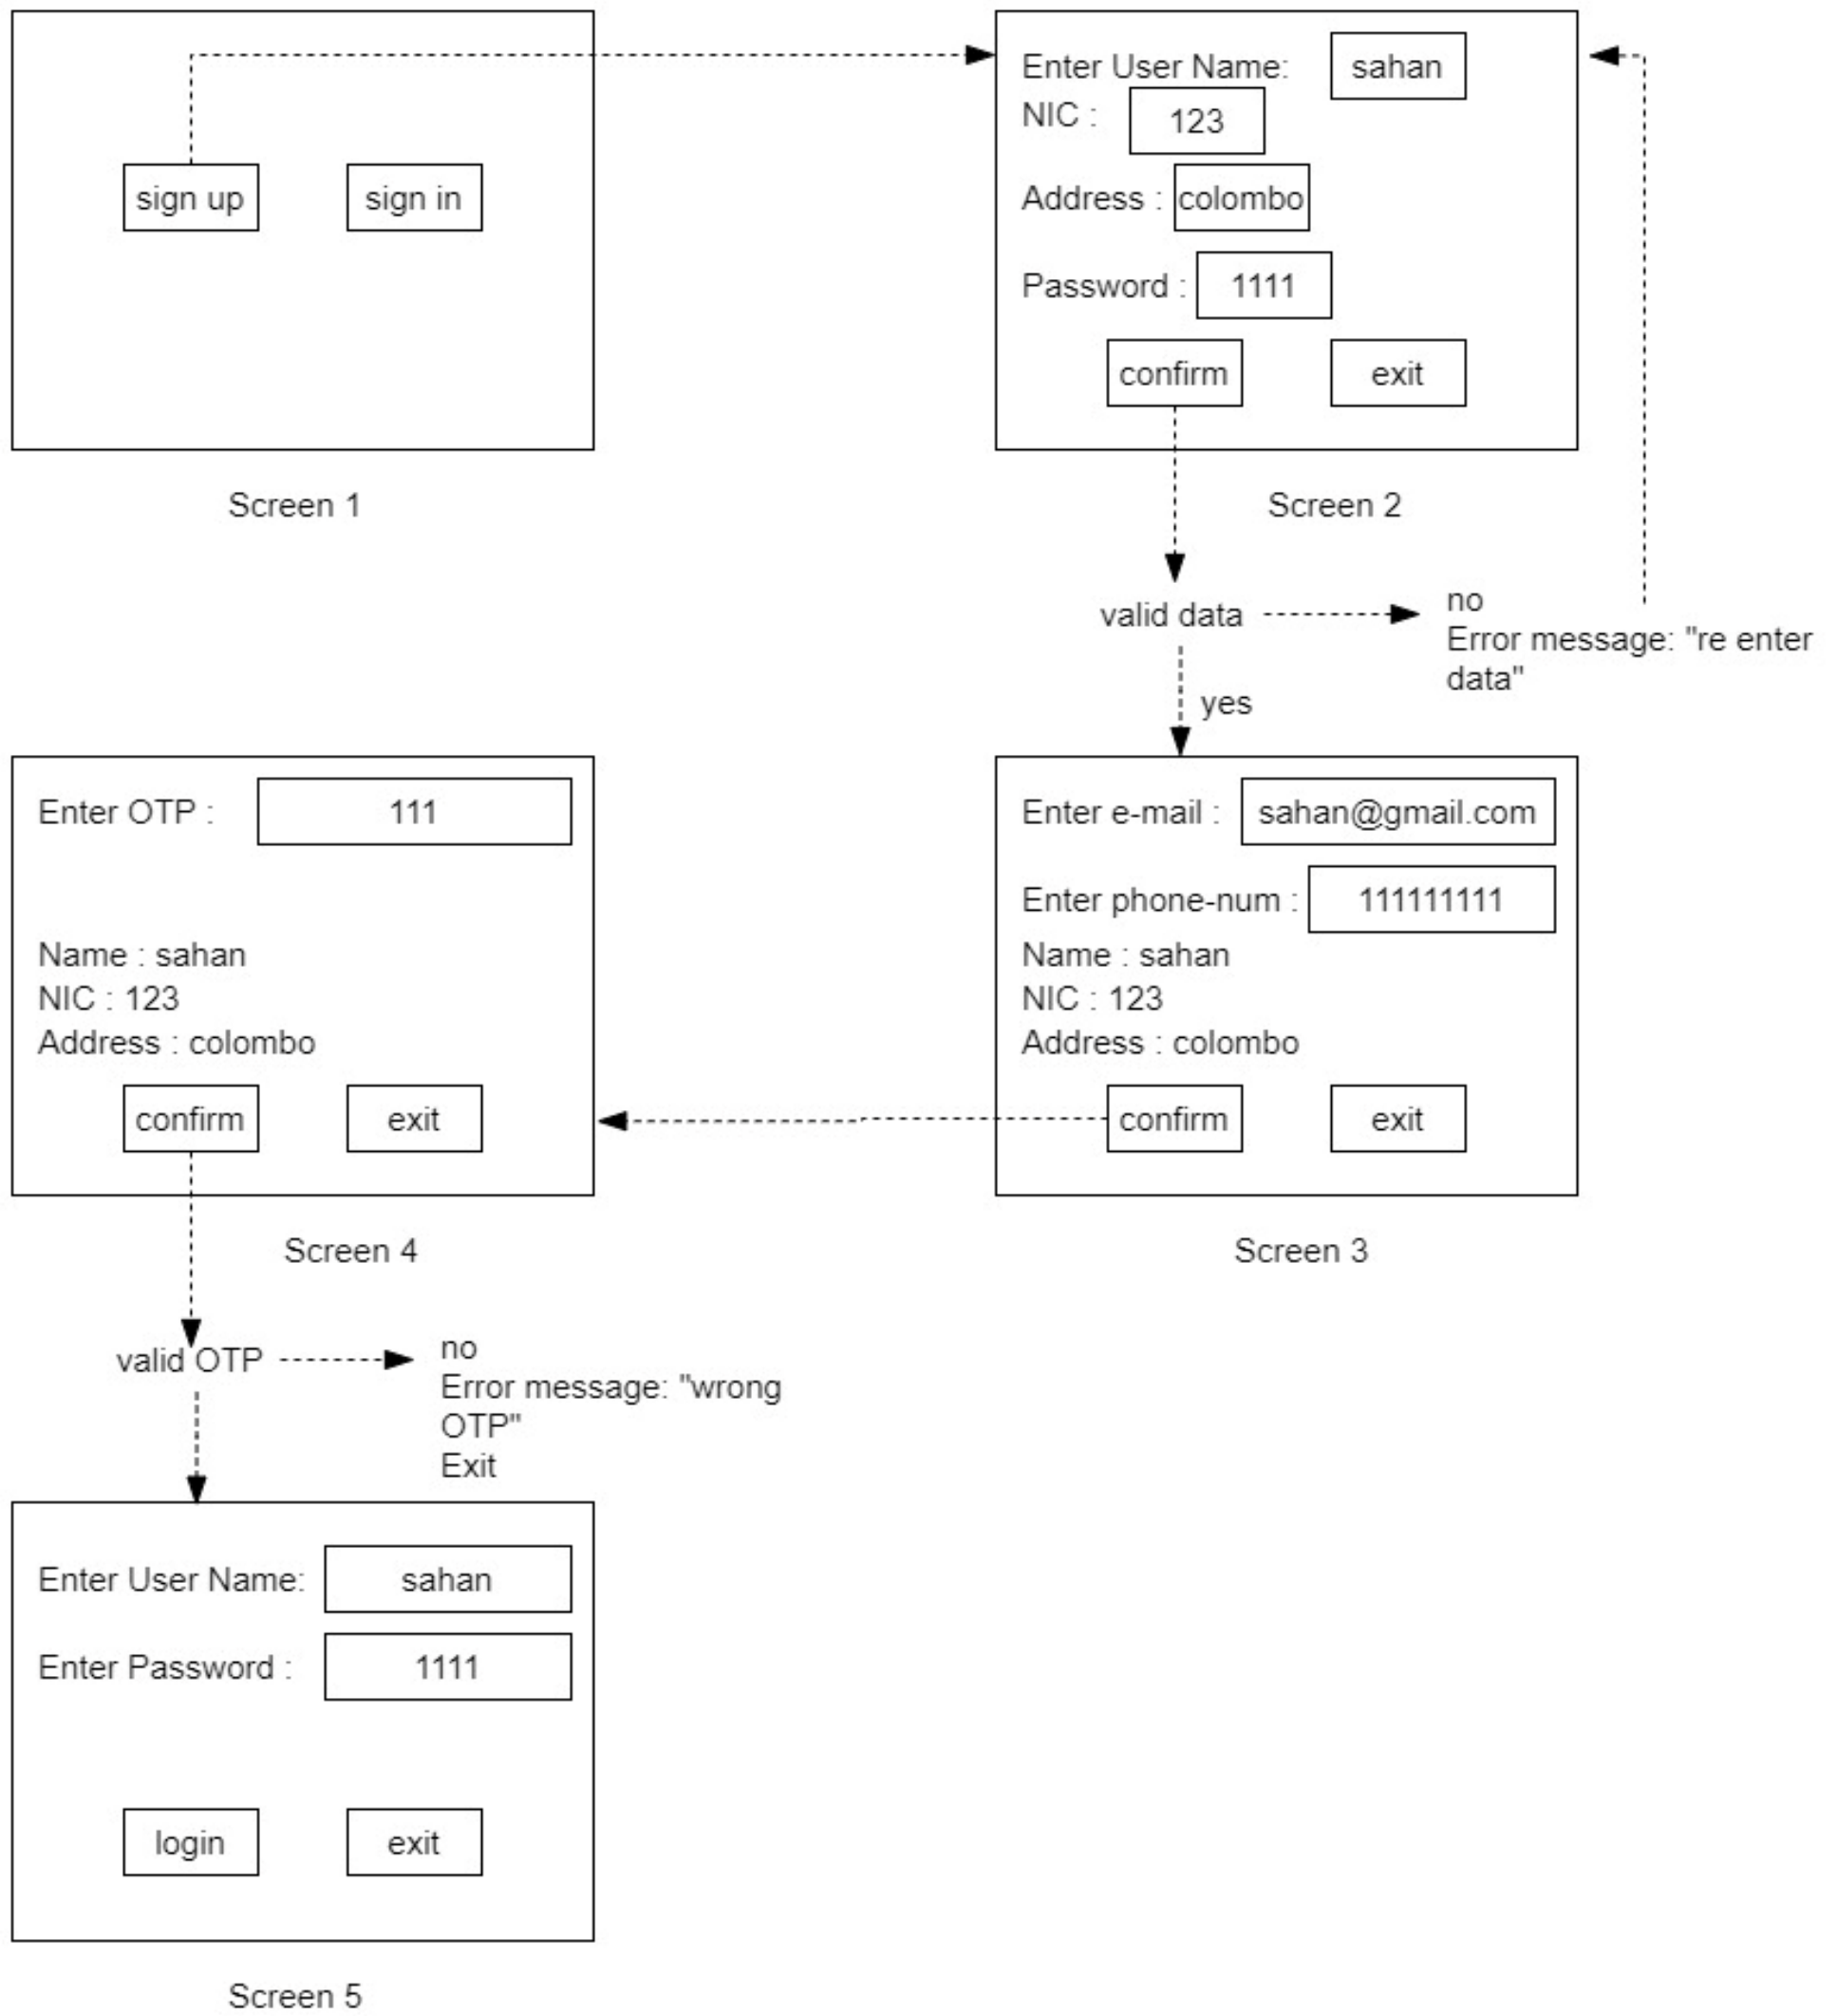 sign up
sign in
Screen 1
Enter User Name:
sahan
NIC :
123
Address :
colombo
Password :
1111
confirm
exit
Screen 2
valid data
no
Error message: "re enter
data"
yes
Enter e-mail :
sahan@gmail.com
Enter phone-num :
111111111
Name : sahan
NIC : 123
Address : colombo
confirm
exit
Screen 3
Enter OTP :
111
Name : sahan
NIC : 123
Address : colombo
confirm
exit
Screen 4
valid OTP
no
Error message: "wrong
OTP"
Exit
Enter User Name:
sahan
Enter Password :
1111
login
exit
Screen 5